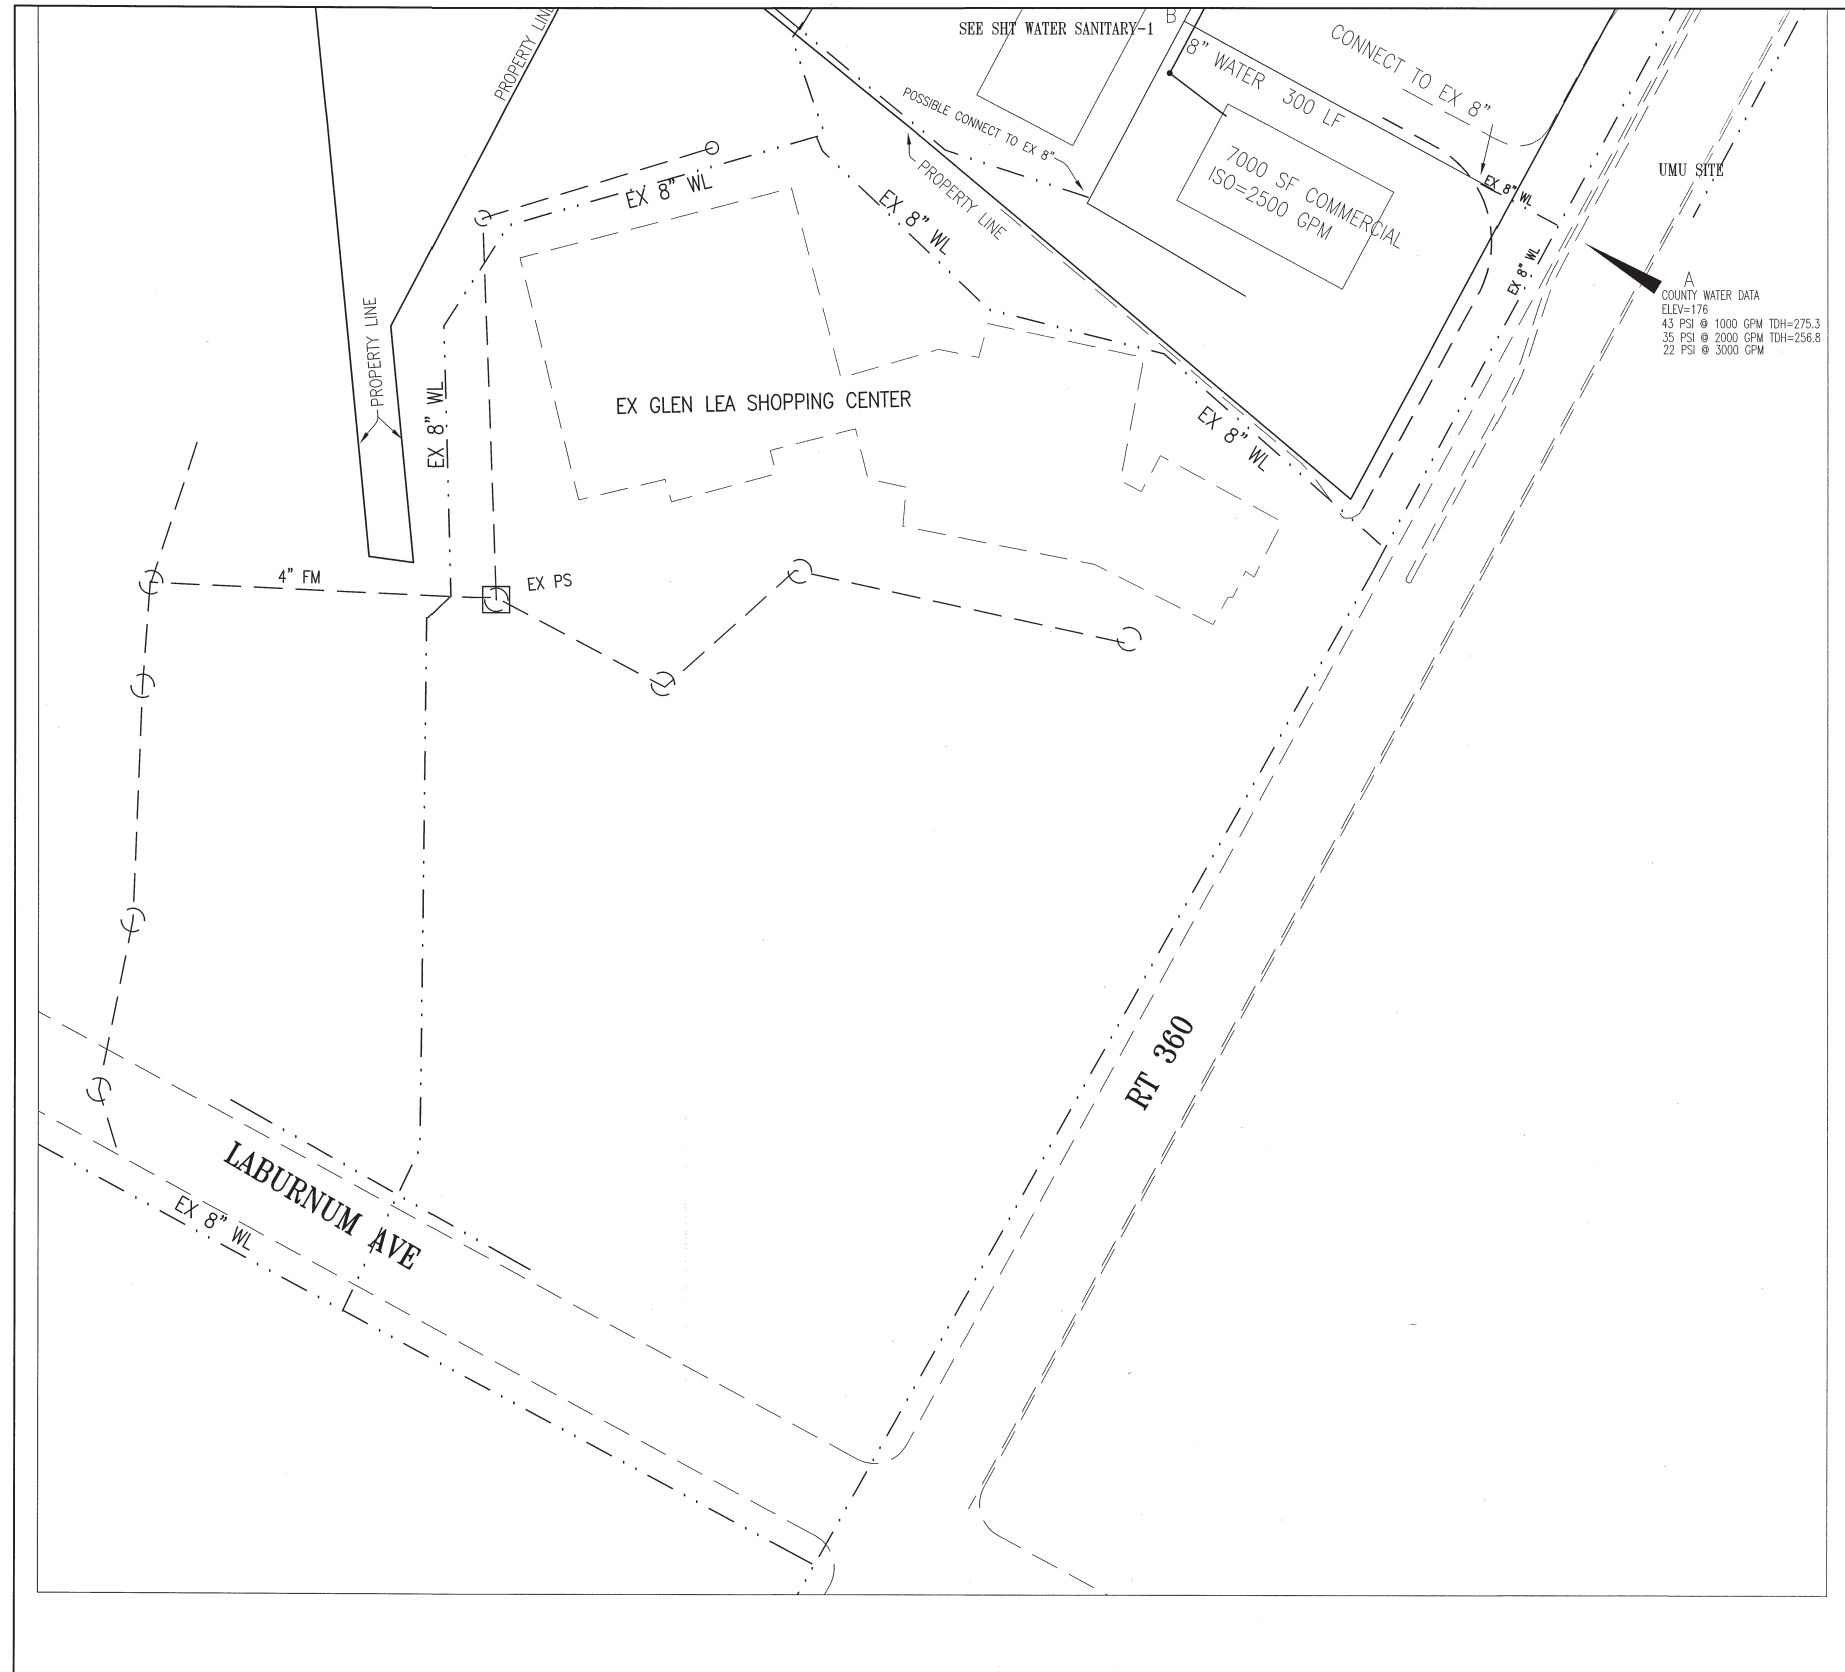 SEE SHT WATER SANITARY-1
B
PROPERTY LINE
8" WATER 300 LF
CONNECT TO EX 8"
POSSIBLE CONNECT TO EX 8"
7000 SF COMMERCIAL
ISO=2500 GPM
UMU SITE
EX 8" WL
EX 8" WL
PROPERTY LINE
EX 8" WL
EX 8" WL
A
COUNTY WATER DATA
ELEV=176
43 PSI @ 1000 GPM TDH=275.3
35 PSI @ 2000 GPM TDH=256.8
22 PSI @ 3000 GPM
PROPERTY LINE
EX 8" WL
EX GLEN LEA SHOPPING CENTER
EX 8" WL
4" FM
EX PS
RT 360
LABURNUM AVE
EX 8" WL